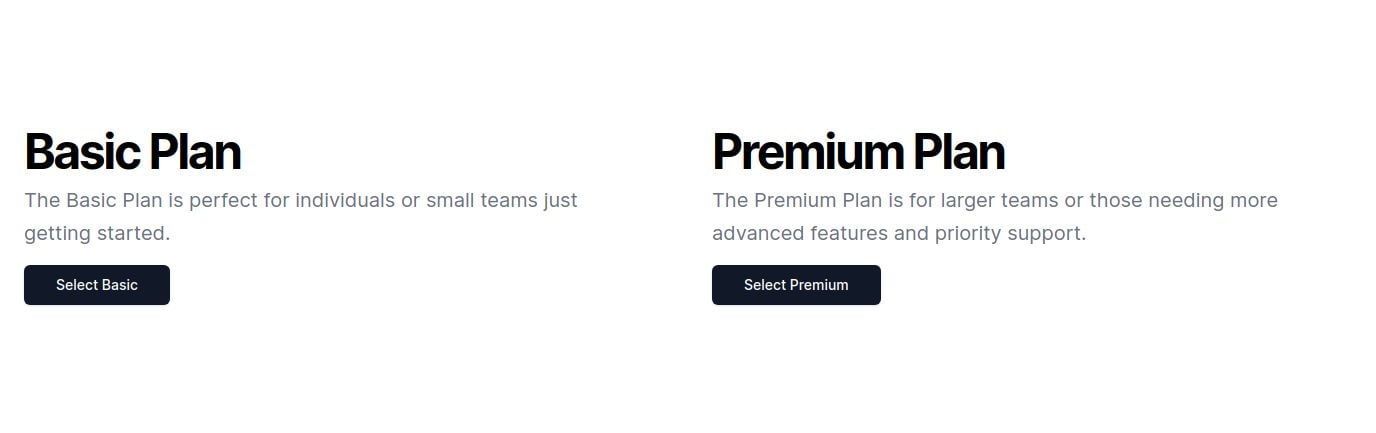 Basic Plan
The Basic Plan is perfect for individuals or small teams just
getting started.
Select Basic
Premium Plan
The Premium Plan is for larger teams or those needing more
advanced features and priority support.
Select Premium